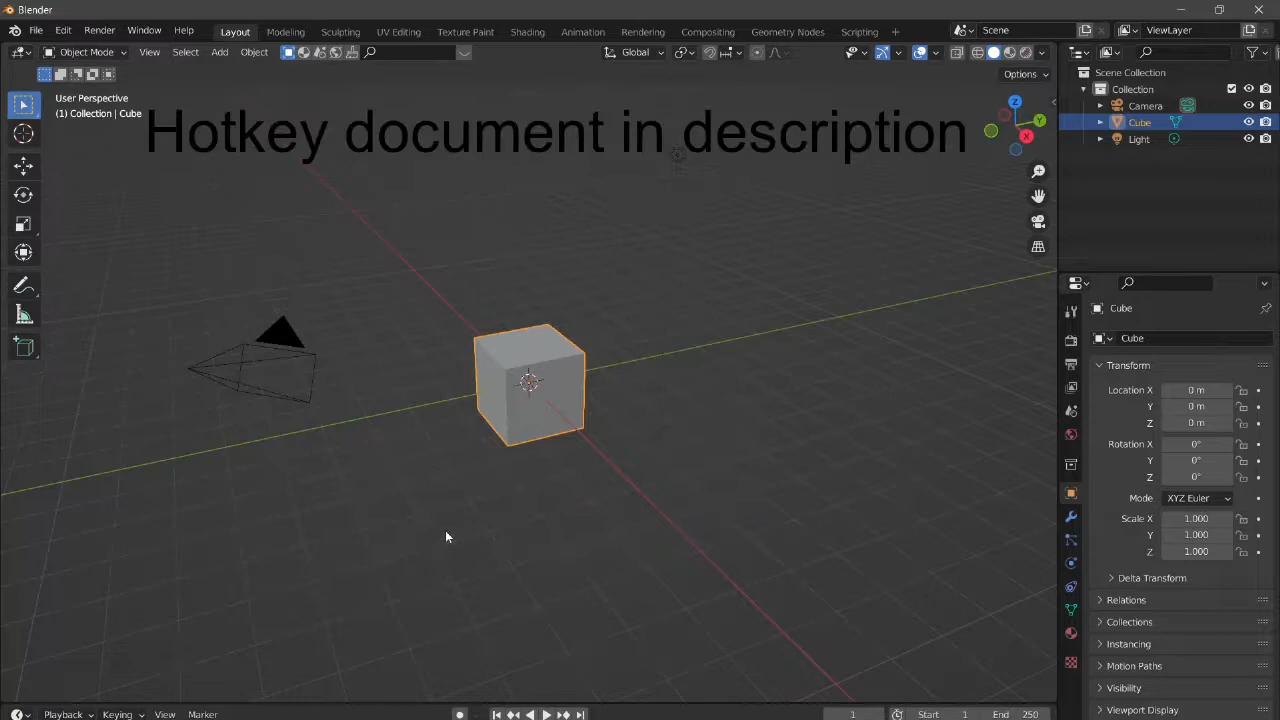 Blender
File Edit Render Window Help Layout Modeling Sculpting UV Editing Texture Paint Shading Animation Rendering Compositing Geometry Nodes Scripting Scene ViewLayer
Object Mode View Select Add Object Global
Options
User Perspective
(1) Collection | Cube
Hotkey document in description
X
Y
Z
Scene Collection
Collection
Camera
Cube
Light
Cube
Cube
Transform
Location X 0 m
Y 0 m
Z 0 m
Rotation X 0°
Y 0°
Z 0°
Mode XYZ Euler
Scale X 1.000
Y 1.000
Z 1.000
Delta Transform
Relations
Collections
Instancing
Motion Paths
Visibility
Viewport Display
Playback Keying View Marker 1 Start 1 End 250